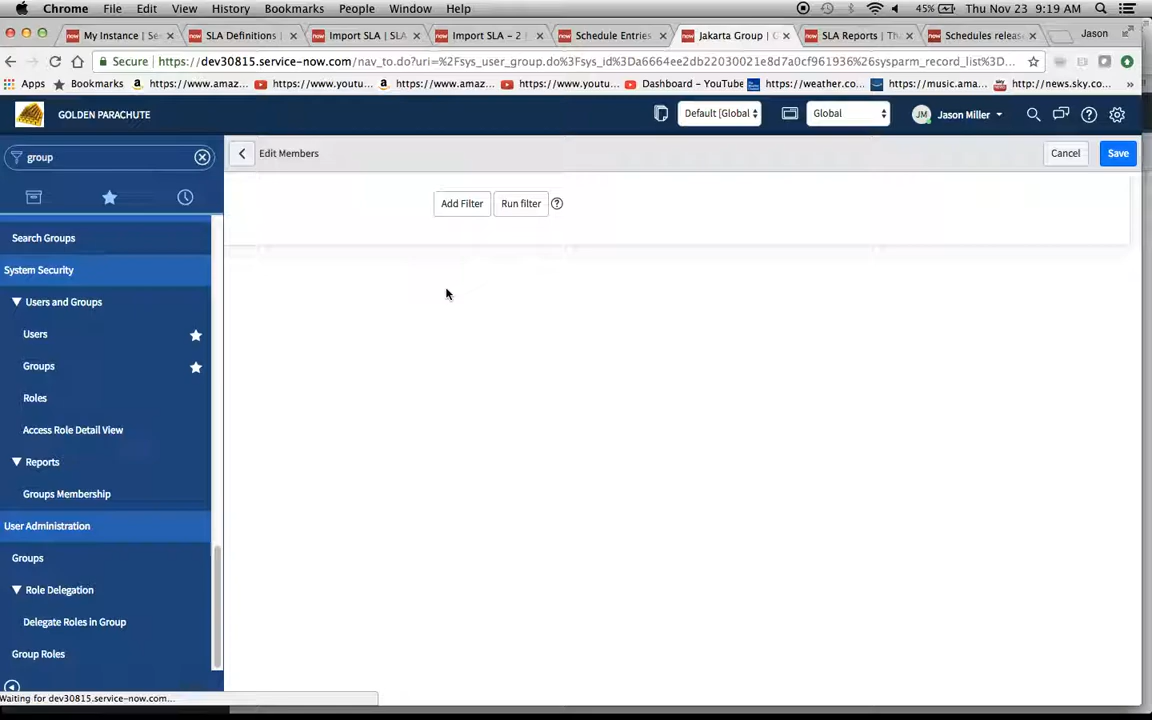 Chrome File Edit View History Bookmarks People Window Help 45% Thu Nov 23 9:19 AM
My Instance | Se SLA Definitions | Import SLA | SLA Import SLA – 2 | Schedule Entries Jakarta Group | G SLA Reports | Tha Schedules releas Jason
Secure https://dev30815.service-now.com/nav_to.do?uri=%2Fsys_user_group.do%3Fsys_id%3Da6664ee2db22030021e8d7a0cf961936%26sysparm_record_list%3D...
Apps Bookmarks https://www.amaz... https://www.youtu... https://www.amaz... https://www.youtu... Dashboard - YouTube https://weather.co... https://music.ama... http://news.sky.co...
GOLDEN PARACHUTE Default [Global Global JM Jason Miller
group
Edit Members Cancel Save
Add Filter Run filter ?
Search Groups
System Security
Users and Groups
Users
Groups
Roles
Access Role Detail View
Reports
Groups Membership
User Administration
Groups
Role Delegation
Delegate Roles in Group
Group Roles
Waiting for dev30815.service-now.com...